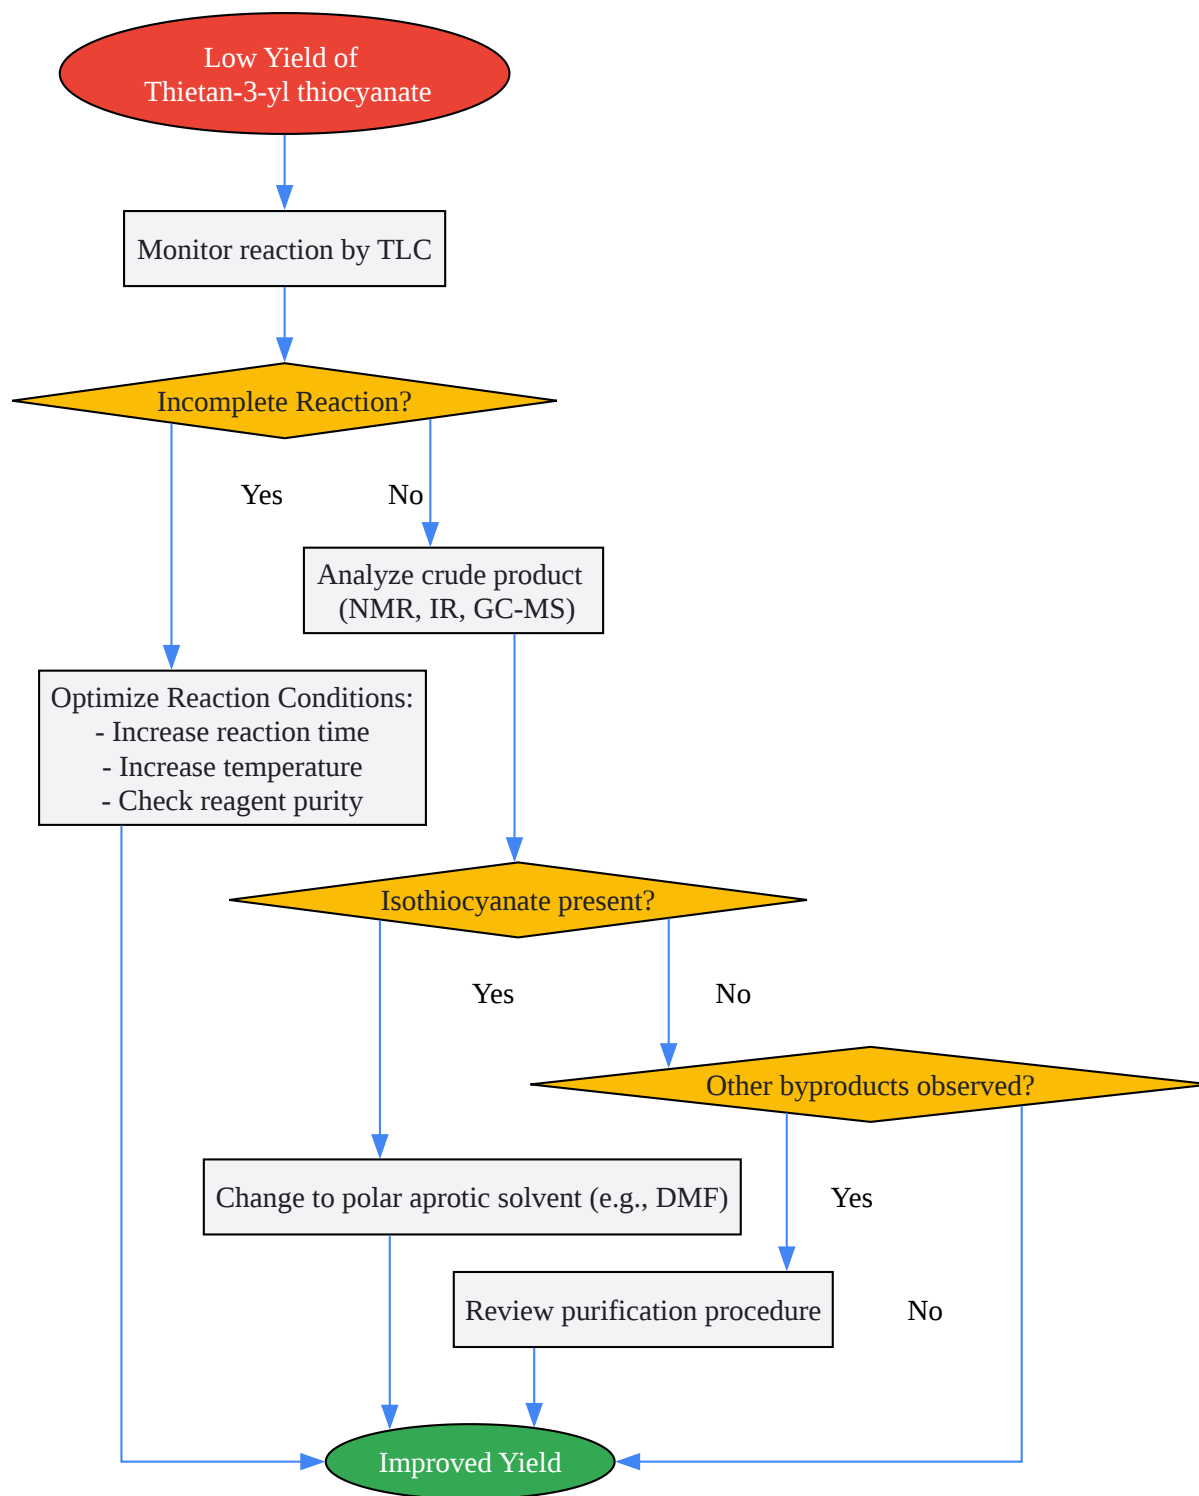 Low Yield of
Thietan-3-yl thiocyanate
Monitor reaction by TLC
Incomplete Reaction?
Yes
No
Analyze crude product
(NMR, IR, GC-MS)
Optimize Reaction Conditions:
- Increase reaction time
- Increase temperature
- Check reagent purity
Isothiocyanate present?
Yes
No
Other byproducts observed?
Change to polar aprotic solvent (e.g., DMF)
Yes
Review purification procedure
No
Improved Yield